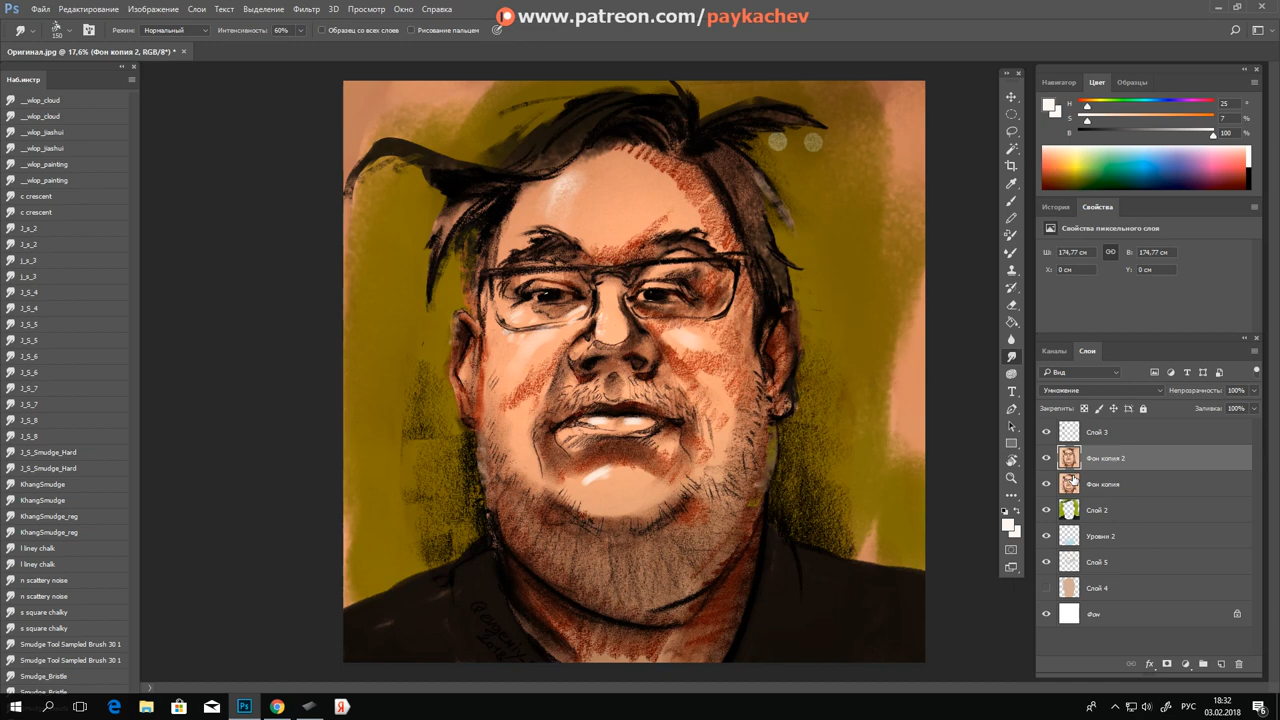 Ps Файл Редактирование Изображение Слои Текст Выделение Фильтр 3D Просмотр Окно Справка
www.patreon.com/paykachev
150 Режим: Нормальный Интенсивность: 60% Образец со всех слоев Рисование пальцем
Оригинал.jpg @ 17,6% (Фон копия 2, RGB/8*) *
Наб.инстр
__wlop_cloud
__wlop_cloud
__wlop_jiashui
__wlop_jiashui
__wlop_painting
__wlop_painting
c crescent
c crescent
J_s_2
J_s_2
j_s_3
j_s_3
J_S_4
J_S_4
J_S_5
J_S_5
J_S_6
J_S_6
J_S_7
J_S_7
J_S_8
J_S_8
J_S_Smudge_Hard
J_S_Smudge_Hard
KhangSmudge
KhangSmudge
KhangSmudge_reg
KhangSmudge_reg
l liney chalk
l liney chalk
n scattery noise
n scattery noise
s square chalky
s square chalky
Smudge Tool Sampled Brush 30 1
Smudge Tool Sampled Brush 30 1
Smudge_Bristle
Smudge_Bristle
Навигатор Цвет Образцы
H 25 °
S 7 %
B 100 %
История Свойства
Свойства пиксельного слоя
Ш: 174,77 см В: 174,77 см
X: 0 см Y: 0 см
Каналы Слои
Вид
Умножение Непрозрачность: 100%
Закрепить: Заливка: 100%
Слой 3
Фон копия 2
Фон копия
Слой 2
Уровни 2
Слой 5
Слой 4
Фон
РУС
18:32
03.02.2018
5